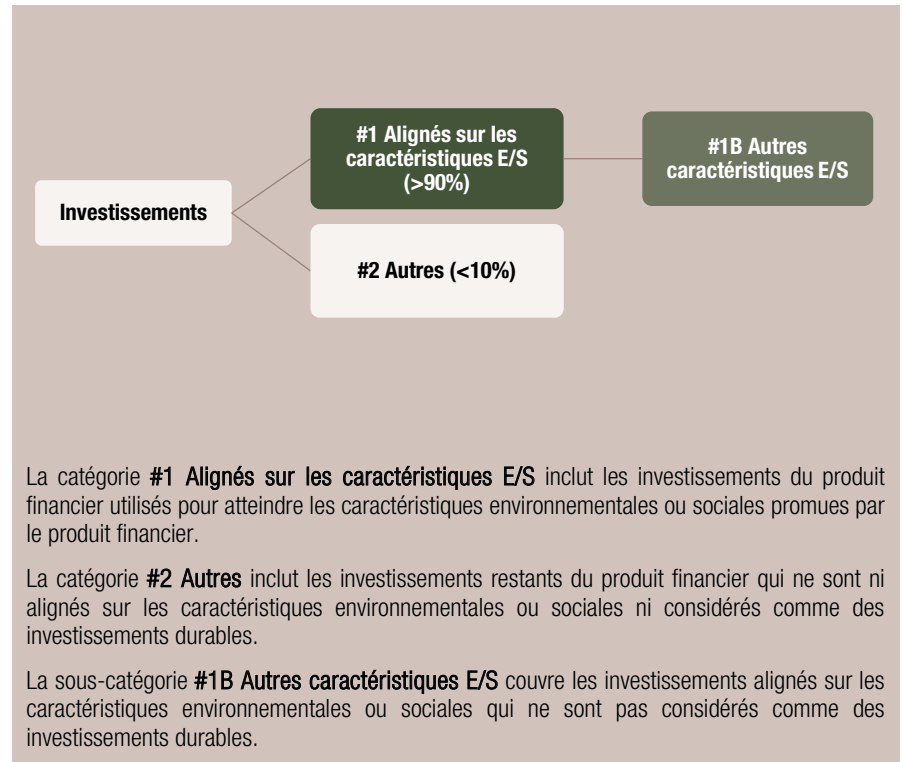 #1 Alignés sur les
caractéristiques E/S
(>90%)
#1B Autres
caractéristiques E/S
Investissements
#2 Autres (<10%)
La catégorie #1 Alignés sur les caractéristiques E/S inclut les investissements du produit
financier utilisés pour atteindre les caractéristiques environnementales ou sociales promues par
le produit financier.
La catégorie #2 Autres inclut les investissements restants du produit financier qui ne sont ni
alignés sur les caractéristiques environnementales ou sociales ni considérés comme des
investissements durables.
La sous-catégorie #1B Autres caractéristiques E/S couvre les investissements alignés sur les
caractéristiques environnementales ou sociales qui ne sont pas considérés comme des
investissements durables.